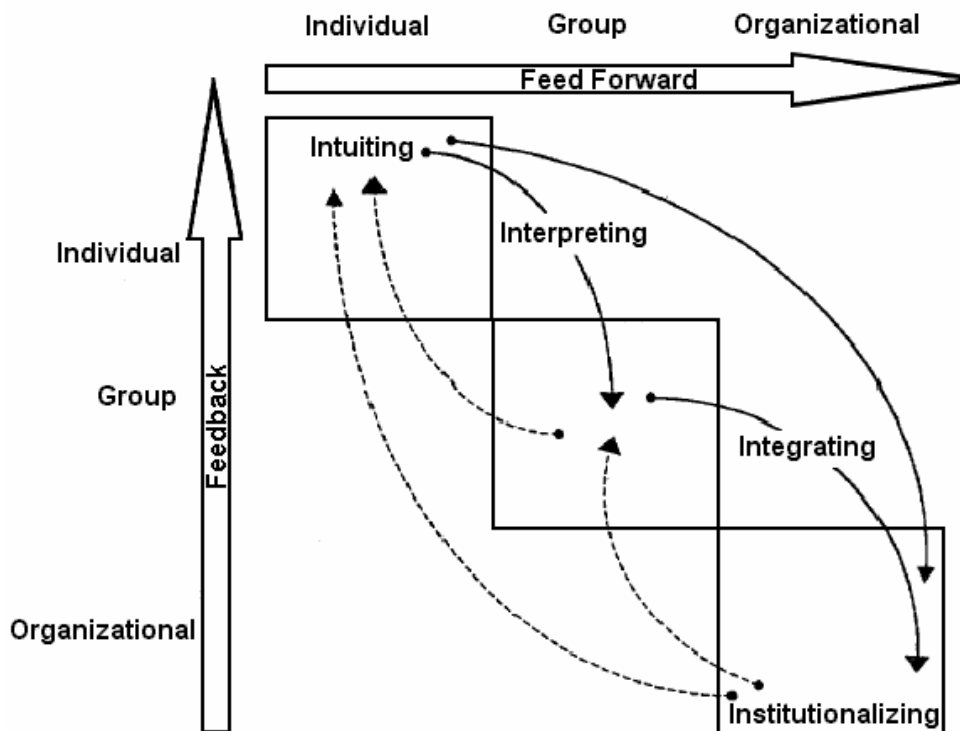 Individual Group Organizational
Feed Forward
Intuiting
Interpreting
Individual
Group
Feedback
Integrating
Organizational
Institutionalizing